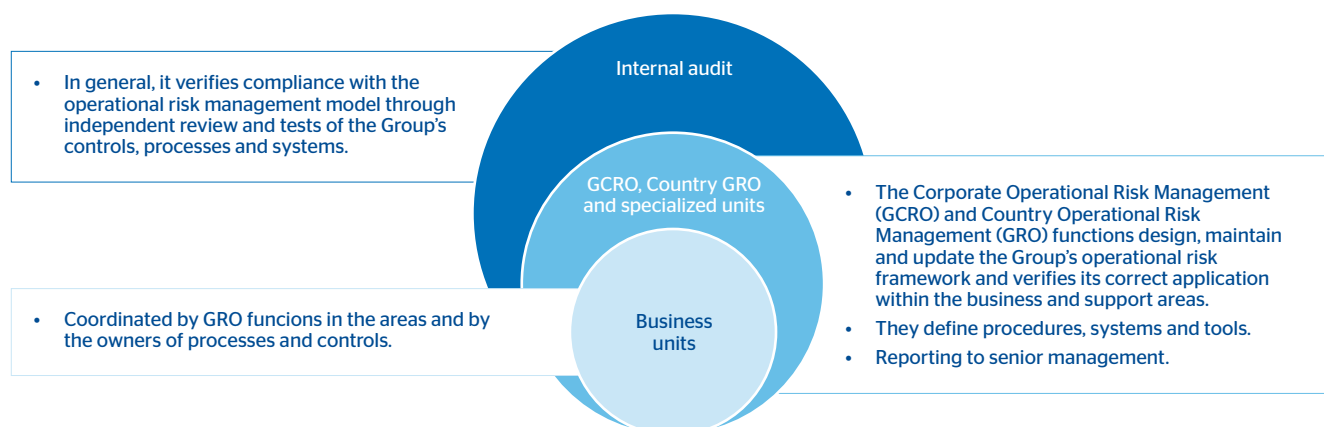 Internal audit
• In general, it verifies compliance with the
operational risk management model through
independent review and tests of the Group's
controls, processes and systems.
GCRO, Country GRO
and specialized units
• The Corporate Operational Risk Management
(GCRO) and Country Operational Risk
Management (GRO) functions design, maintain
and update the Group's operational risk
framework and verifies its correct application
within the business and support areas.
• They define procedures, systems and tools.
• Reporting to senior management.
Business
units
• Coordinated by GRO funcions in the areas and by
the owners of processes and controls.